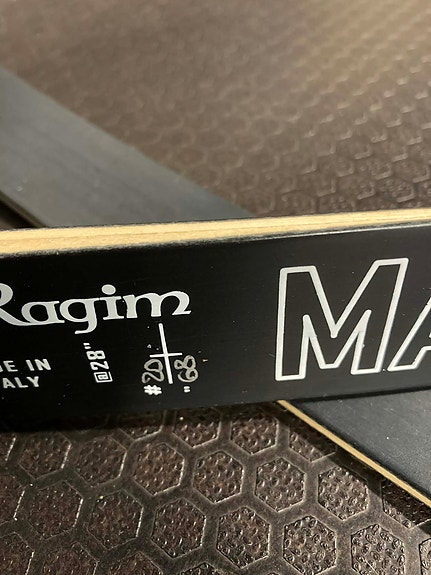 Ragim
DE IN
ALY
@28"
#20
"68
MA